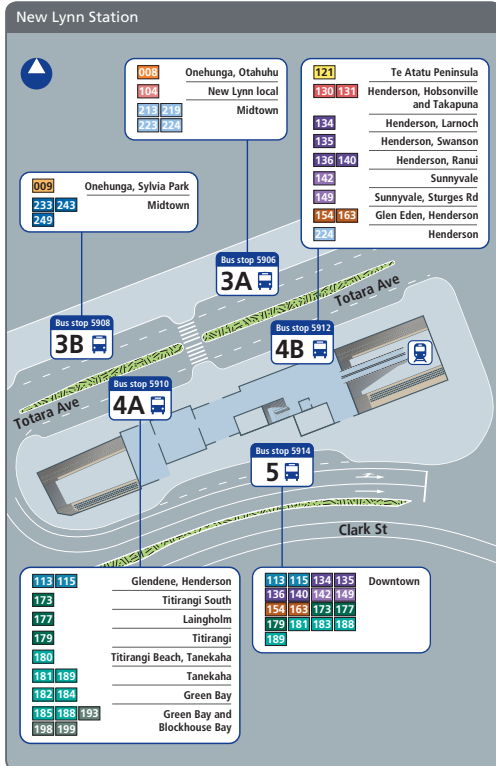 New Lynn Station
008 Onehunga, Otahuhu
104 New Lynn local
213 219 Midtown
223 224
121 Te Atatu Peninsula
130 131 Henderson, Hobsonville
and Takapuna
134 Henderson, Larnoch
135 Henderson, Swanson
136 140 Henderson, Ranui
142 Sunnyvale
149 Sunnyvale, Sturges Rd
154 163 Glen Eden, Henderson
224 Henderson
009 Onehunga, Sylvia Park
233 243 Midtown
249
Bus stop 5906
3A
Totara Ave
Bus stop 5908
3B
Bus stop 5912
4B
Bus stop 5910
4A
Totara Ave
Bus stop 5914
5
Clark St
113 115 Glendene, Henderson
173 Titirangi South
177 Laingholm
179 Titirangi
180 Titirangi Beach, Tanekaha
181 189 Tanekaha
182 184 Green Bay
185 188 193 Green Bay and
198 199 Blockhouse Bay
113 115 134 135 Downtown
136 140 142 149
154 163 173 177
179 181 183 188
189